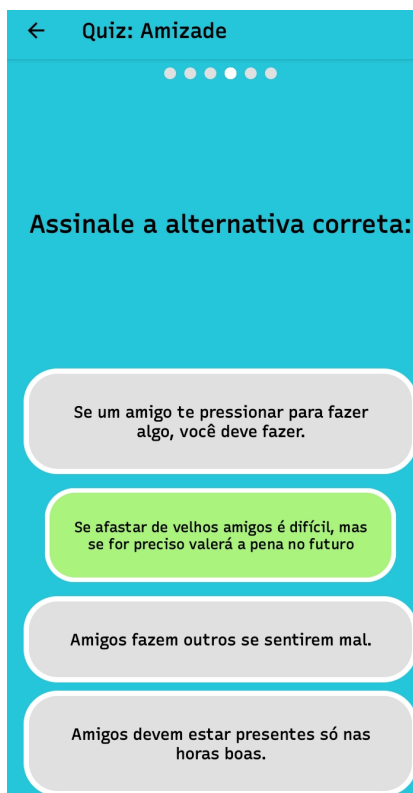 Quiz: Amizade
Assinale a alternativa correta:
Se um amigo te pressionar para fazer
algo, você deve fazer.
Se afastar de velhos amigos é difícil, mas
se for preciso valerá a pena no futuro
Amigos fazem outros se sentirem mal.
Amigos devem estar presentes só nas
horas boas.